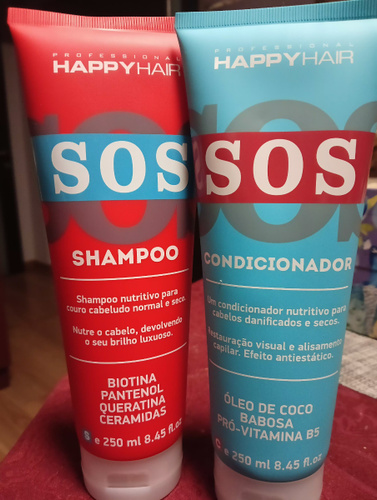 PROFESSIONAL
HAPPYHAIR
SOS
SHAMPOO
Shampoo nutritivo para
couro cabeludo normal e seco.
Nutre o cabelo, devolvendo
o seu brilho luxuoso.
BIOTINA
PANTENOL
QUERATINA
CERAMIDAS
S e 250 ml 8.45 fl.oz
PROFESSIONAL
HAPPYHAIR
SOS
CONDICIONADOR
Um condicionador nutritivo para
cabelos danificados e secos.
Restauração visual e alisamento
capilar. Efeito antiestático.
ÓLEO DE COCO
BABOSA
PRÓ-VITAMINA B5
C e 250 ml 8.45 fl.oz